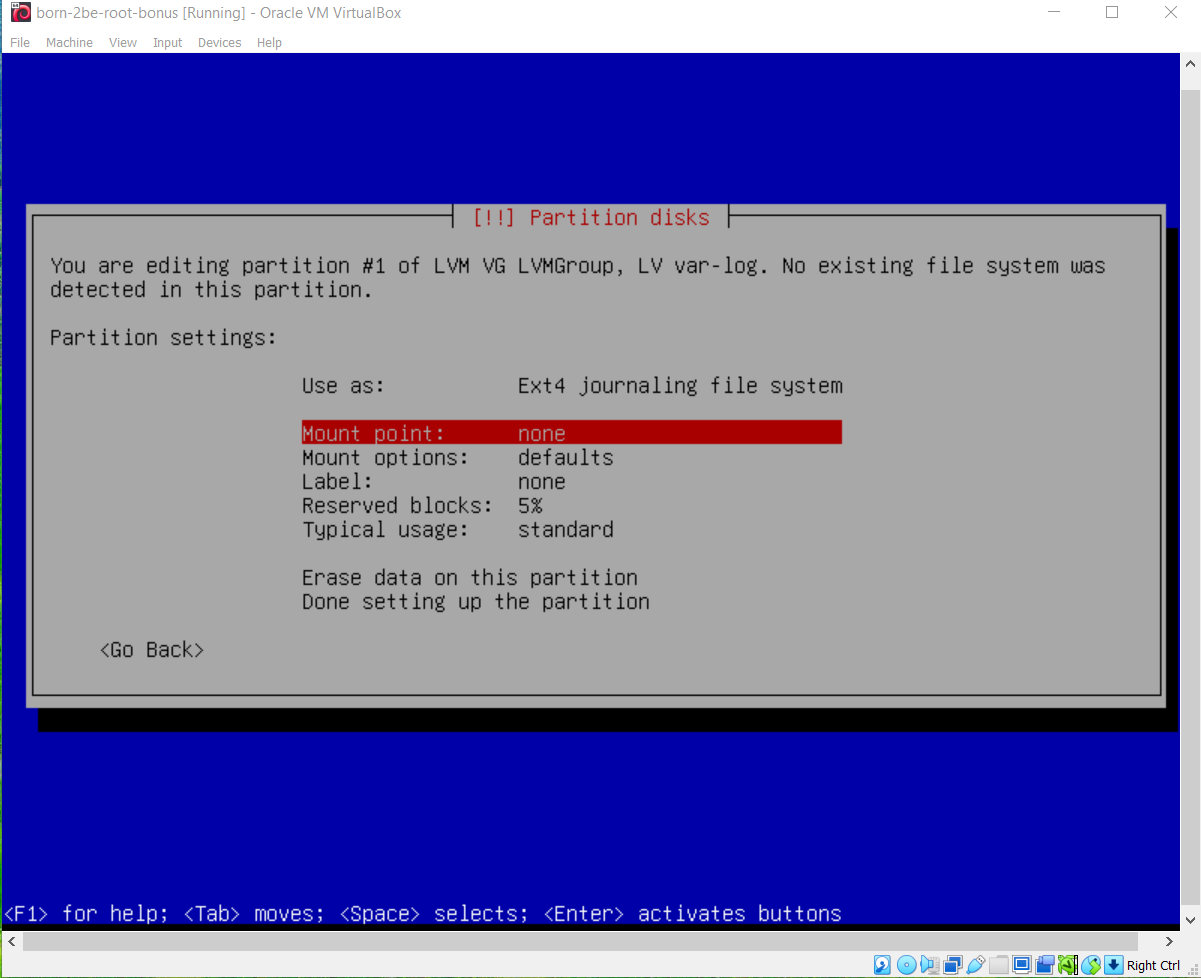 born-2be-root-bonus [Running] - Oracle VM VirtualBox
File Machine View Input Devices Help
[!!] Partition disks
You are editing partition #1 of LVM VG LVMGroup, LV var-log. No existing file system was
detected in this partition.
Partition settings:
Use as: Ext4 journaling file system
Mount point: none
Mount options: defaults
Label: none
Reserved blocks: 5%
Typical usage: standard
Erase data on this partition
Done setting up the partition
<Go Back>
<F1> for help; <Tab> moves; <Space> selects; <Enter> activates buttons
Right Ctrl